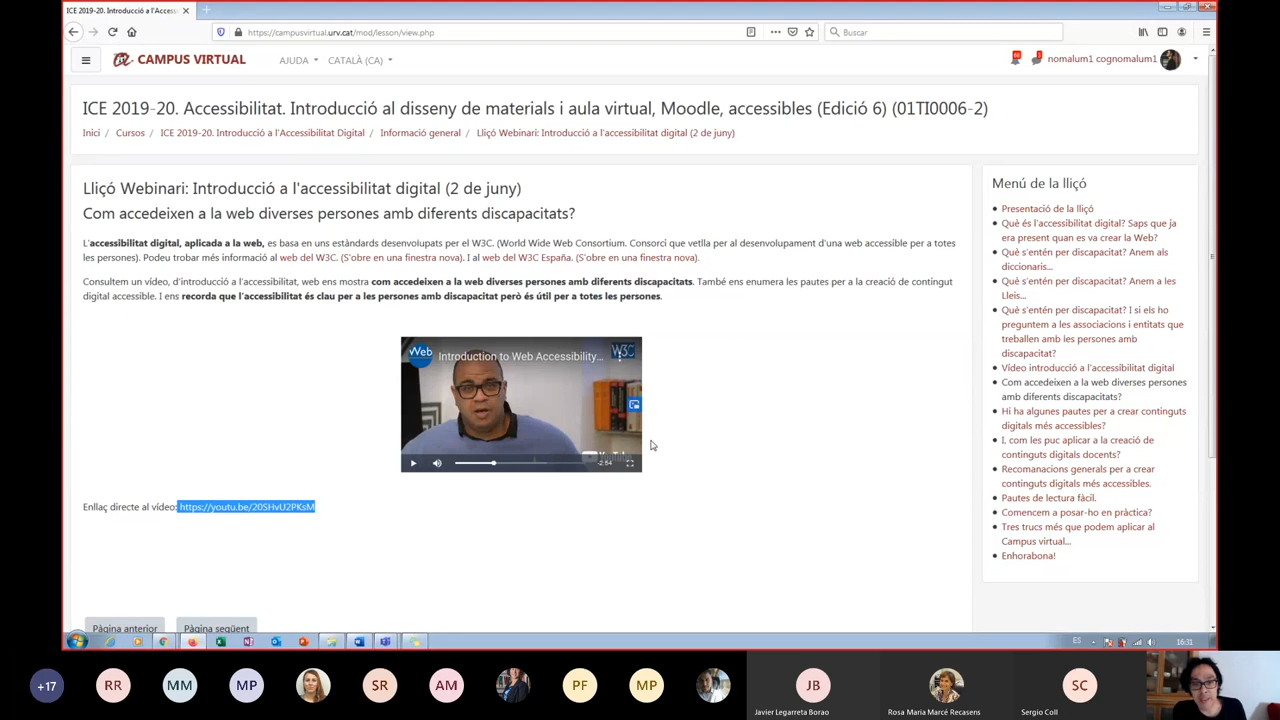 ICE 2019-20. Introducció a l'Acces
https://campusvirtual.urv.cat/mod/lesson/view.php
Buscar
CAMPUS VIRTUAL
AJUDA
CATALÀ (CA)
nomalum1 cognomalum1
ICE 2019-20. Accessibilitat. Introducció al disseny de materials i aula virtual, Moodle, accessibles (Edició 6) (01TI0006-2)
Inici / Cursos / ICE 2019-20. Introducció a l'Accessibilitat Digital / Informació general / Lliçó Webinari: Introducció a l'accessibilitat digital (2 de juny)
Lliçó Webinari: Introducció a l'accessibilitat digital (2 de juny)
Com accedeixen a la web diverses persones amb diferents discapacitats?
L'accessibilitat digital, aplicada a la web, es basa en uns estàndards desenvolupats per el W3C. (World Wide Web Consortium. Consorci que vetlla per al desenvolupament d'una web accessible per a totes
les persones). Podeu trobar més informació al web del W3C. (S'obre en una finestra nova). I al web del W3C España. (S'obre en una finestra nova).
Consultem un vídeo, d'introducció a l'accessibilitat, web ens mostra com accedeixen a la web diverses persones amb diferents discapacitats. També ens enumera les pautes per a la creació de contingut
digital accessible. I ens recorda que l'accessibilitat és clau per a les persones amb discapacitat però és útil per a totes les persones.
Web
Introduction to Web Accessibility...
W3C
YouTube
-2:54
Enllaç directe al vídeo: https://youtu.be/20SHvU2PKsM
Pàgina anterior
Pàgina següent
Menú de la lliçó
Presentació de la lliçó
Què és l'accessibilitat digital? Saps que ja
era present quan es va crear la Web?
Què s'entén per discapacitat? Anem als
diccionaris...
Què s'entén per discapacitat? Anem a les
Lleis...
Què s'entén per discapacitat? I si els ho
preguntem a les associacions i entitats que
treballen amb les persones amb
discapacitat?
Vídeo introducció a l'accessibilitat digital
Com accedeixen a la web diverses persones
amb diferents discapacitats?
Hi ha algunes pautes per a crear continguts
digitals més accessibles?
I, com les puc aplicar a la creació de
continguts digitals docents?
Recomanacions generals per a crear
continguts digitals més accessibles.
Pautes de lectura fàcil.
Comencem a posar-ho en pràctica?
Tres trucs més que podem aplicar al
Campus virtual...
Enhorabona!
ES
16:31
+17
RR
MM
MP
SR
AM
PF
MP
JB
SC
Javier Legarreta Borao
Rosa Maria Marcé Recasens
Sergio Coll